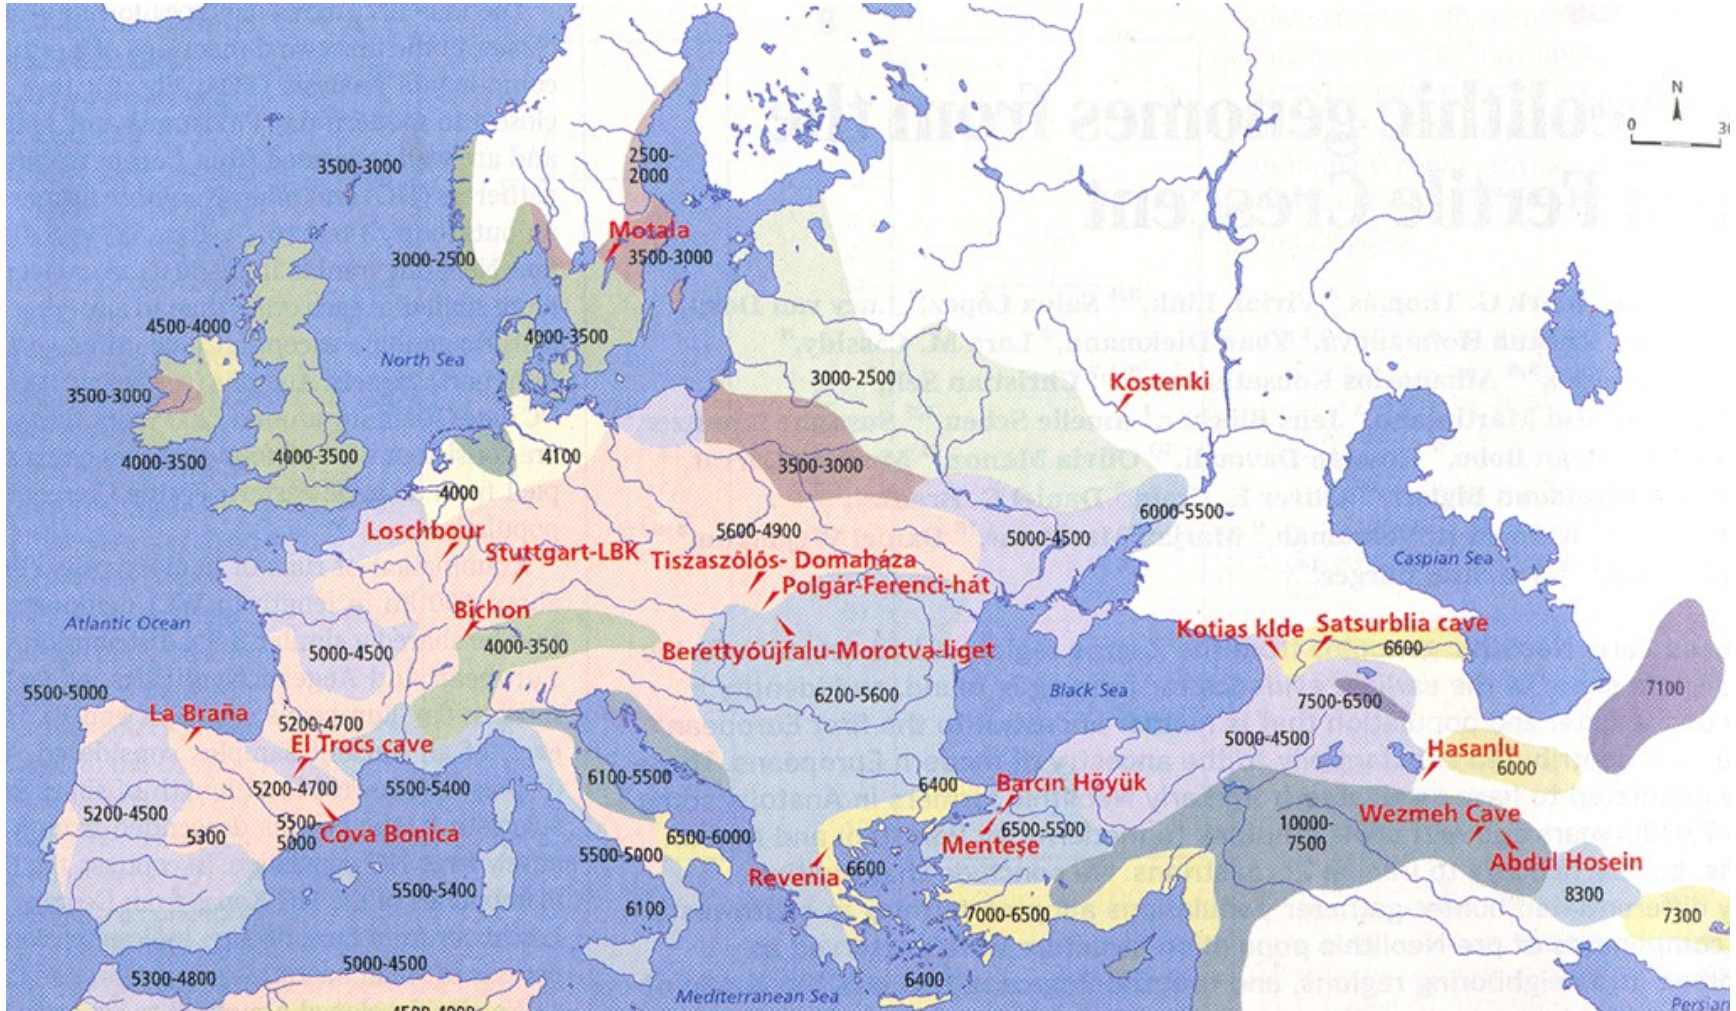 N
0
30
3500-3000
2500-
2000
Motala
3000-2500
3500-3000
4500-4000
North Sea
4000-3500
3500-3000
3000-2500
Kostenki
4000-3500
4000-3500
4100
3500-3000
4000
6000-5500
Loschbour
5600-4900
5000-4500
Stuttgart-LBK
Tiszaszölös- Domaháza
Caspian Sea
Polgár-Ferenci-hát
Bichon
Atlantic Ocean
4000-3500
Kotias klde
Satsurblia cave
5000-4500
Berettyóújfalu-Morotva-liget
6600
5500-5000
6200-5600
Black Sea
7500-6500
7100
La Braña
5200-4700
5000-4500
El Trocs cave
Hasanlu
6000
5200-4700
5500-5400
6100-5500
6400
Barcın Höyük
5200-4500
5300
5500
5000
Cova Bonica
6500-6000
6500-5500
10000-
7500
Wezmeh Cave
Menteşe
5500-5000
Abdul Hosein
Revenia
6600
5500-5400
6100
7000-6500
8300
7300
5300-4800
5000-4500
6400
Mediterranean Sea
Persian